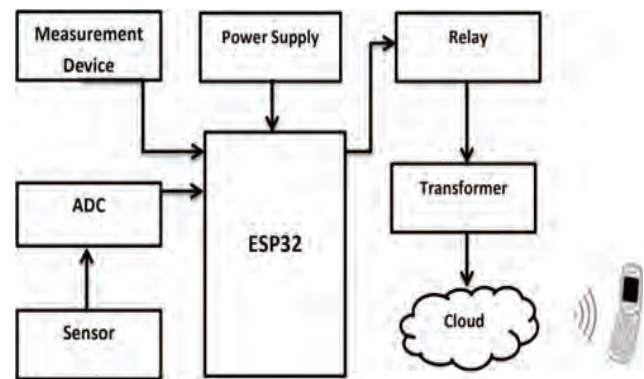 Measurement
Device
Power Supply
Relay
ADC
ESP32
Transformer
Sensor
Cloud